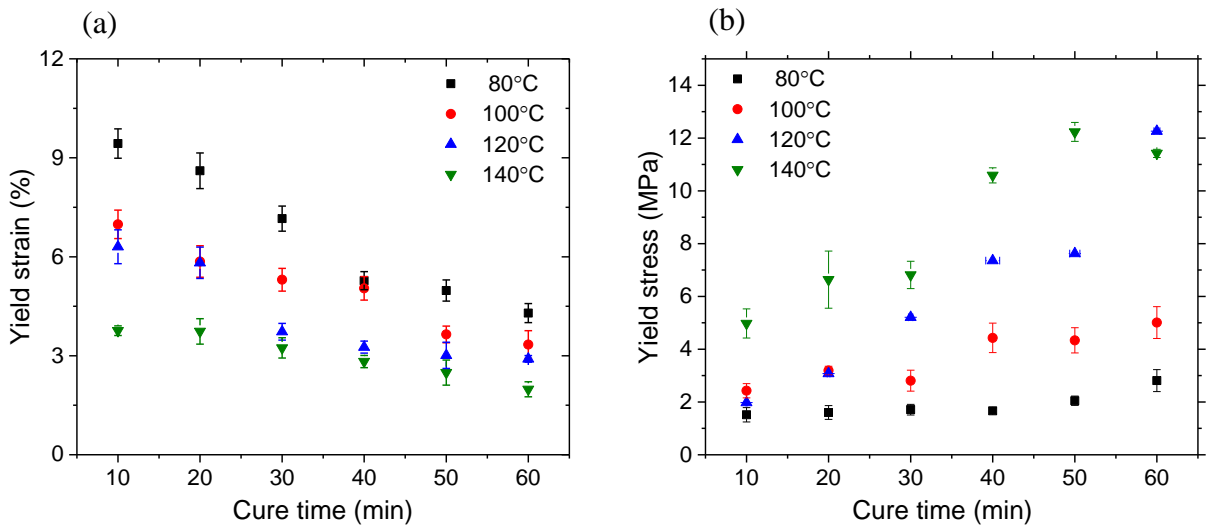 (a)
12
9
6
3
0
Yield strain (%)
80°C
100°C
120°C
140°C
10 20 30 40 50 60
Cure time (min)
(b)
14
12
10
8
6
4
2
0
Yield stress (MPa)
80°C
100°C
120°C
140°C
10 20 30 40 50 60
Cure time (min)